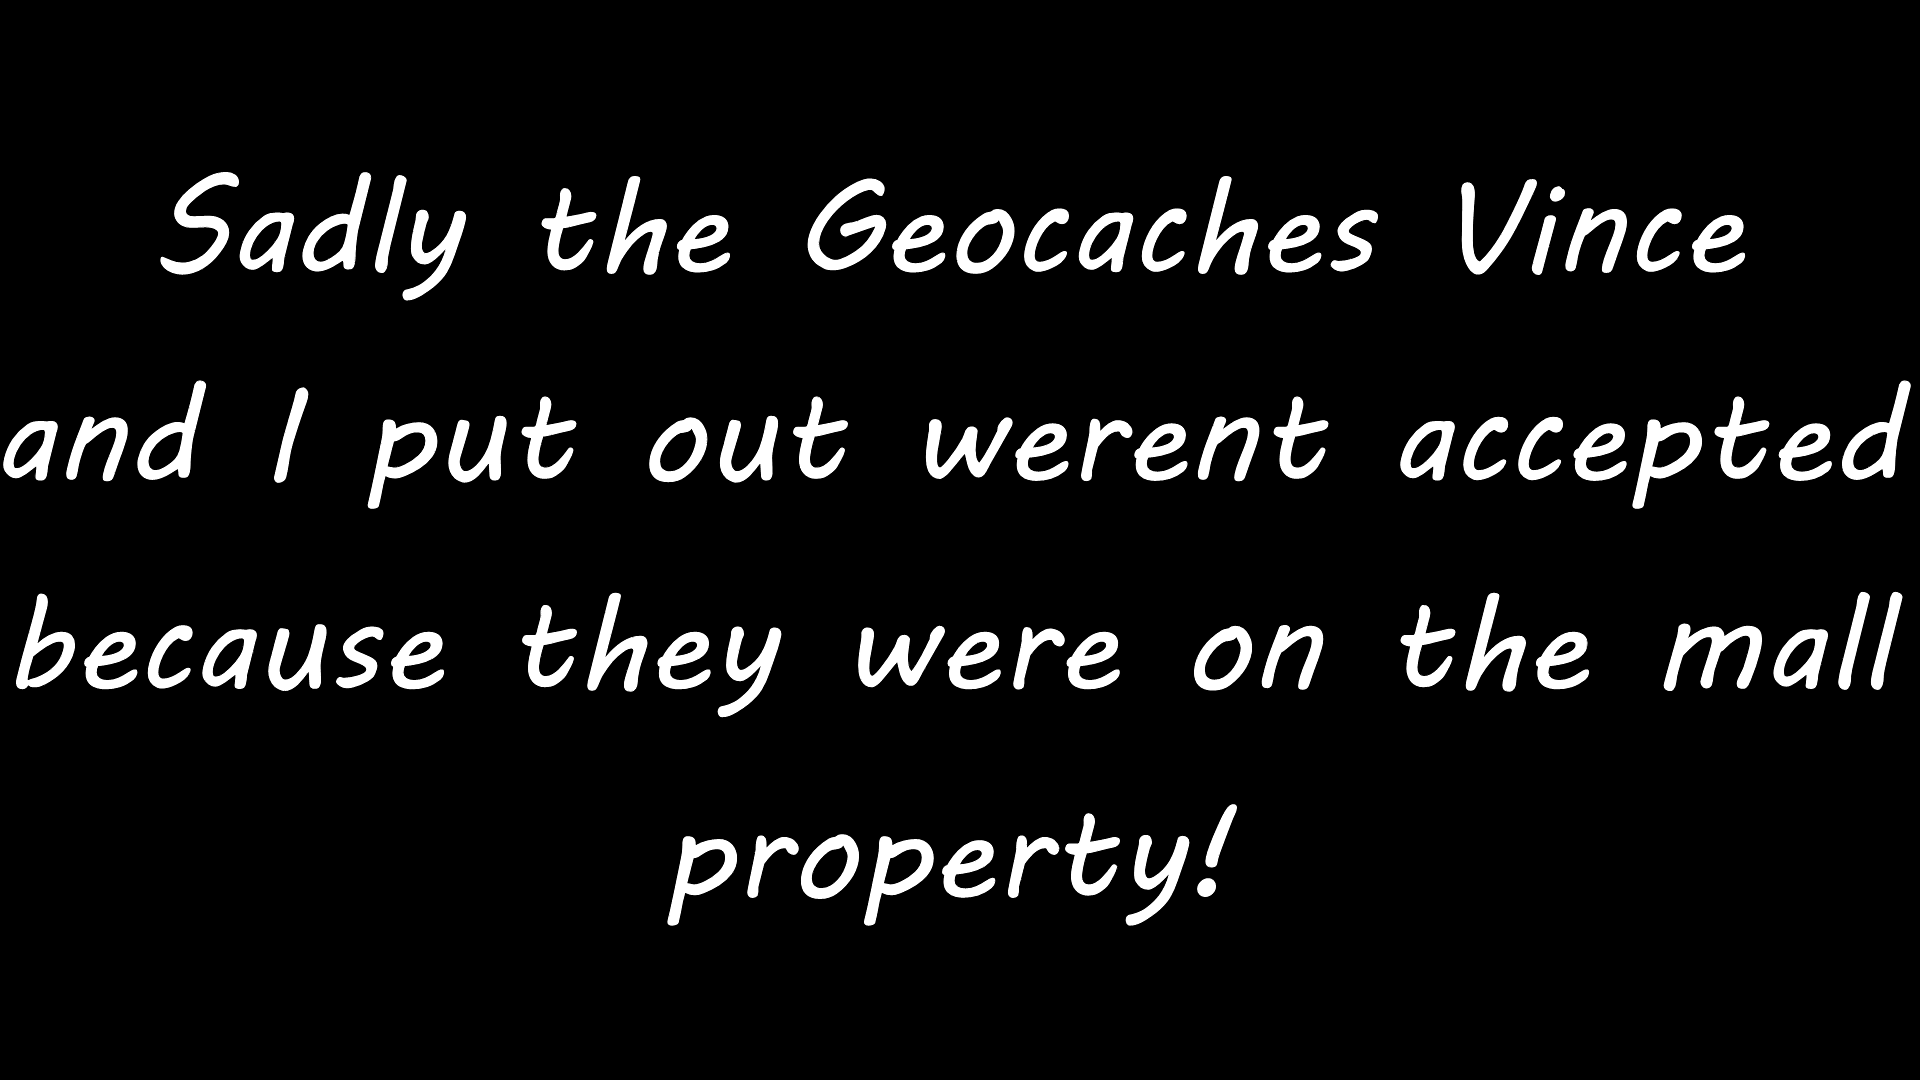 Sadly the Geocaches Vince
and I put out werent accepted
because they were on the mall
property!